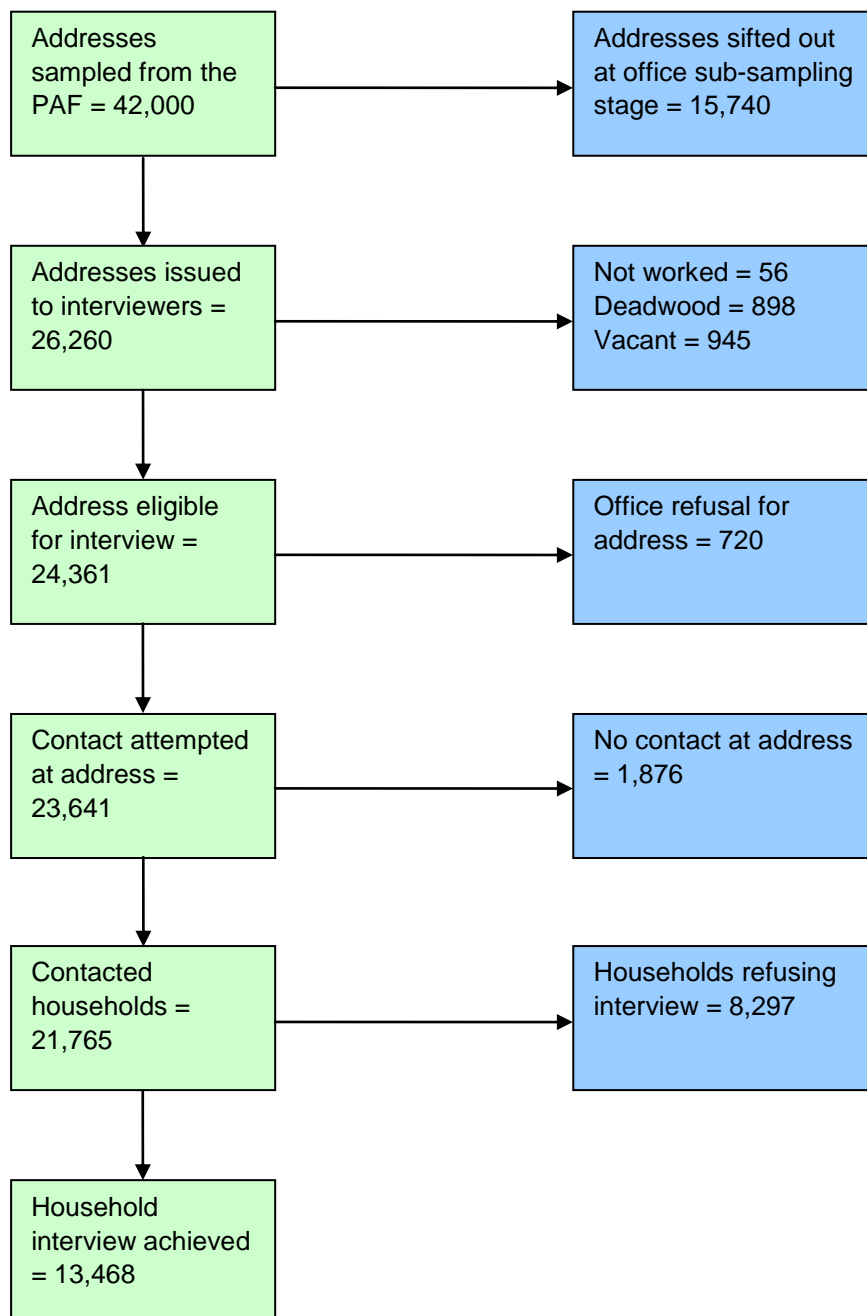 Addresses
sampled from the
PAF = 42,000
Addresses sifted out
at office sub-sampling
stage = 15,740
Addresses issued
to interviewers =
26,260
Not worked = 56
Deadwood = 898
Vacant = 945
Address eligible
for interview =
24,361
Office refusal for
address = 720
Contact attempted
at address =
23,641
No contact at address
= 1,876
Contacted
households =
21,765
Households refusing
interview = 8,297
Household
interview achieved
= 13,468